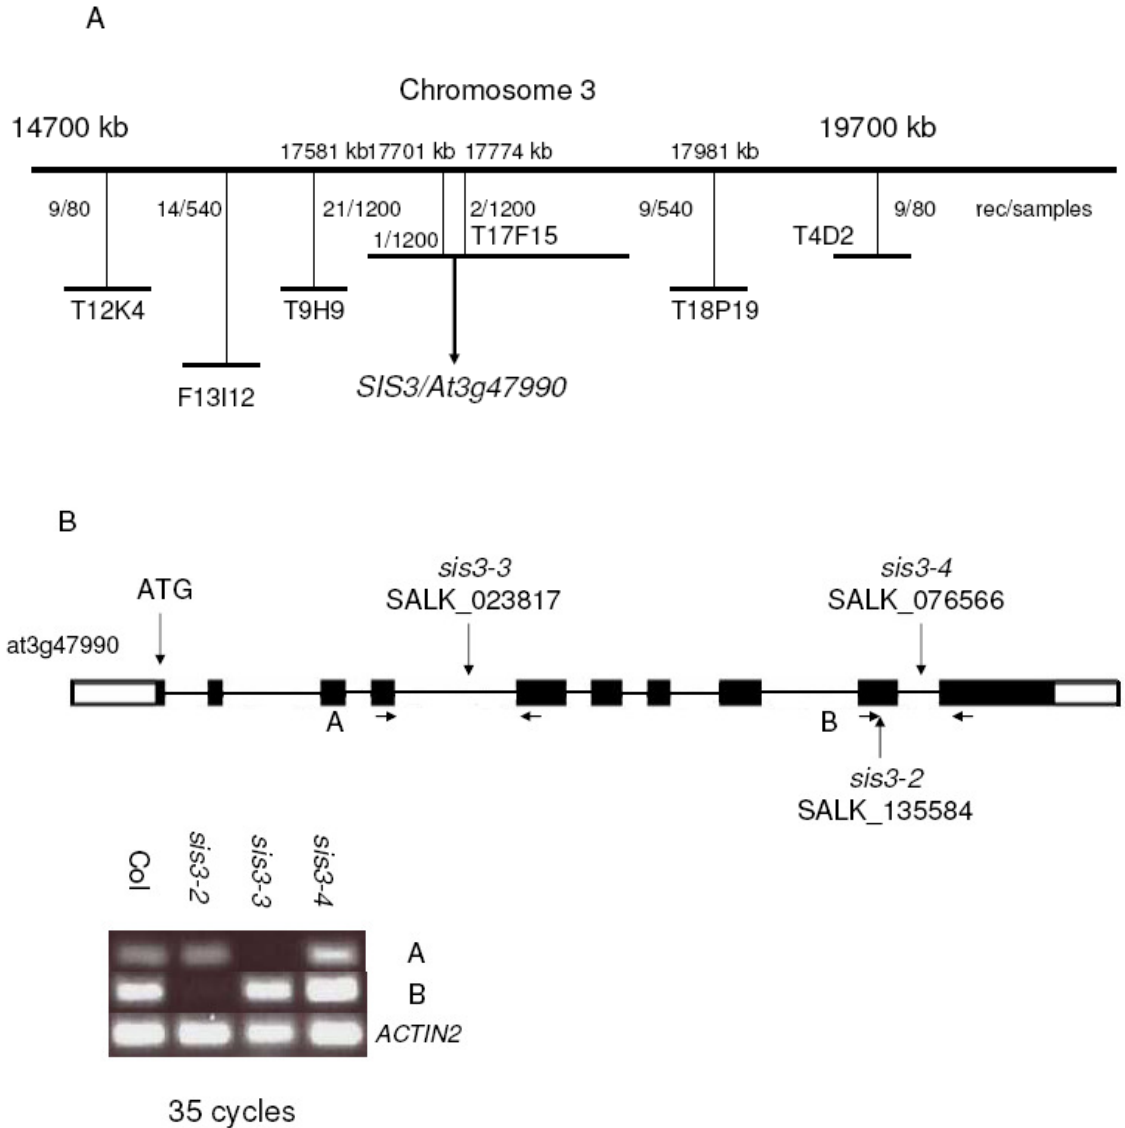 A
Chromosome 3
14700 kb
19700 kb
17581 kb17701 kb 17774 kb
17981 kb
9/80
14/540
21/1200
2/1200
9/540
9/80
rec/samples
1/1200
T17F15
T4D2
T12K4
T9H9
T18P19
F13I12
SIS3/At3g47990
B
sis3-3
sis3-4
ATG
SALK_023817
SALK_076566
at3g47990
A
B
sis3-2
SALK_135584
Col
sis3-2
sis3-3
sis3-4
A
B
ACTIN2
35 cycles